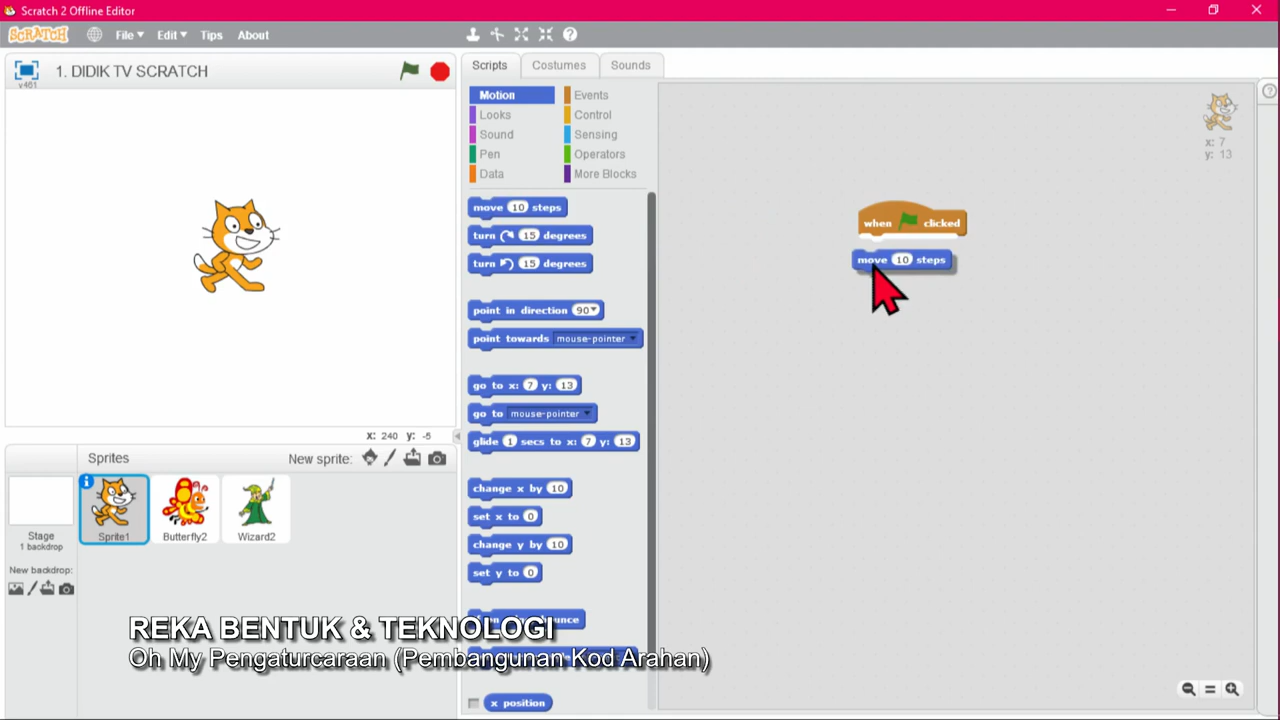 Scratch 2 Offline Editor
SCRATCH File Edit Tips About
v461 1. DIDIK TV SCRATCH
Scripts Costumes Sounds
Motion Events
Looks Control
Sound Sensing
Pen Operators
Data More Blocks
move 10 steps
turn 15 degrees
turn 15 degrees
point in direction 90
point towards mouse-pointer
go to x: 7 y: 13
go to mouse-pointer
glide 1 secs to x: 7 y: 13
change x by 10
set x to 0
change y by 10
set y to 0
x position
when clicked
move 10 steps
x: 7
y: 13
x: 240 y: -5
Sprites New sprite:
Stage
1 backdrop
New backdrop:
Sprite1 Butterfly2 Wizard2
REKA BENTUK & TEKNOLOGI
Oh My Pengaturcaraan (Pembangunan Kod Arahan)